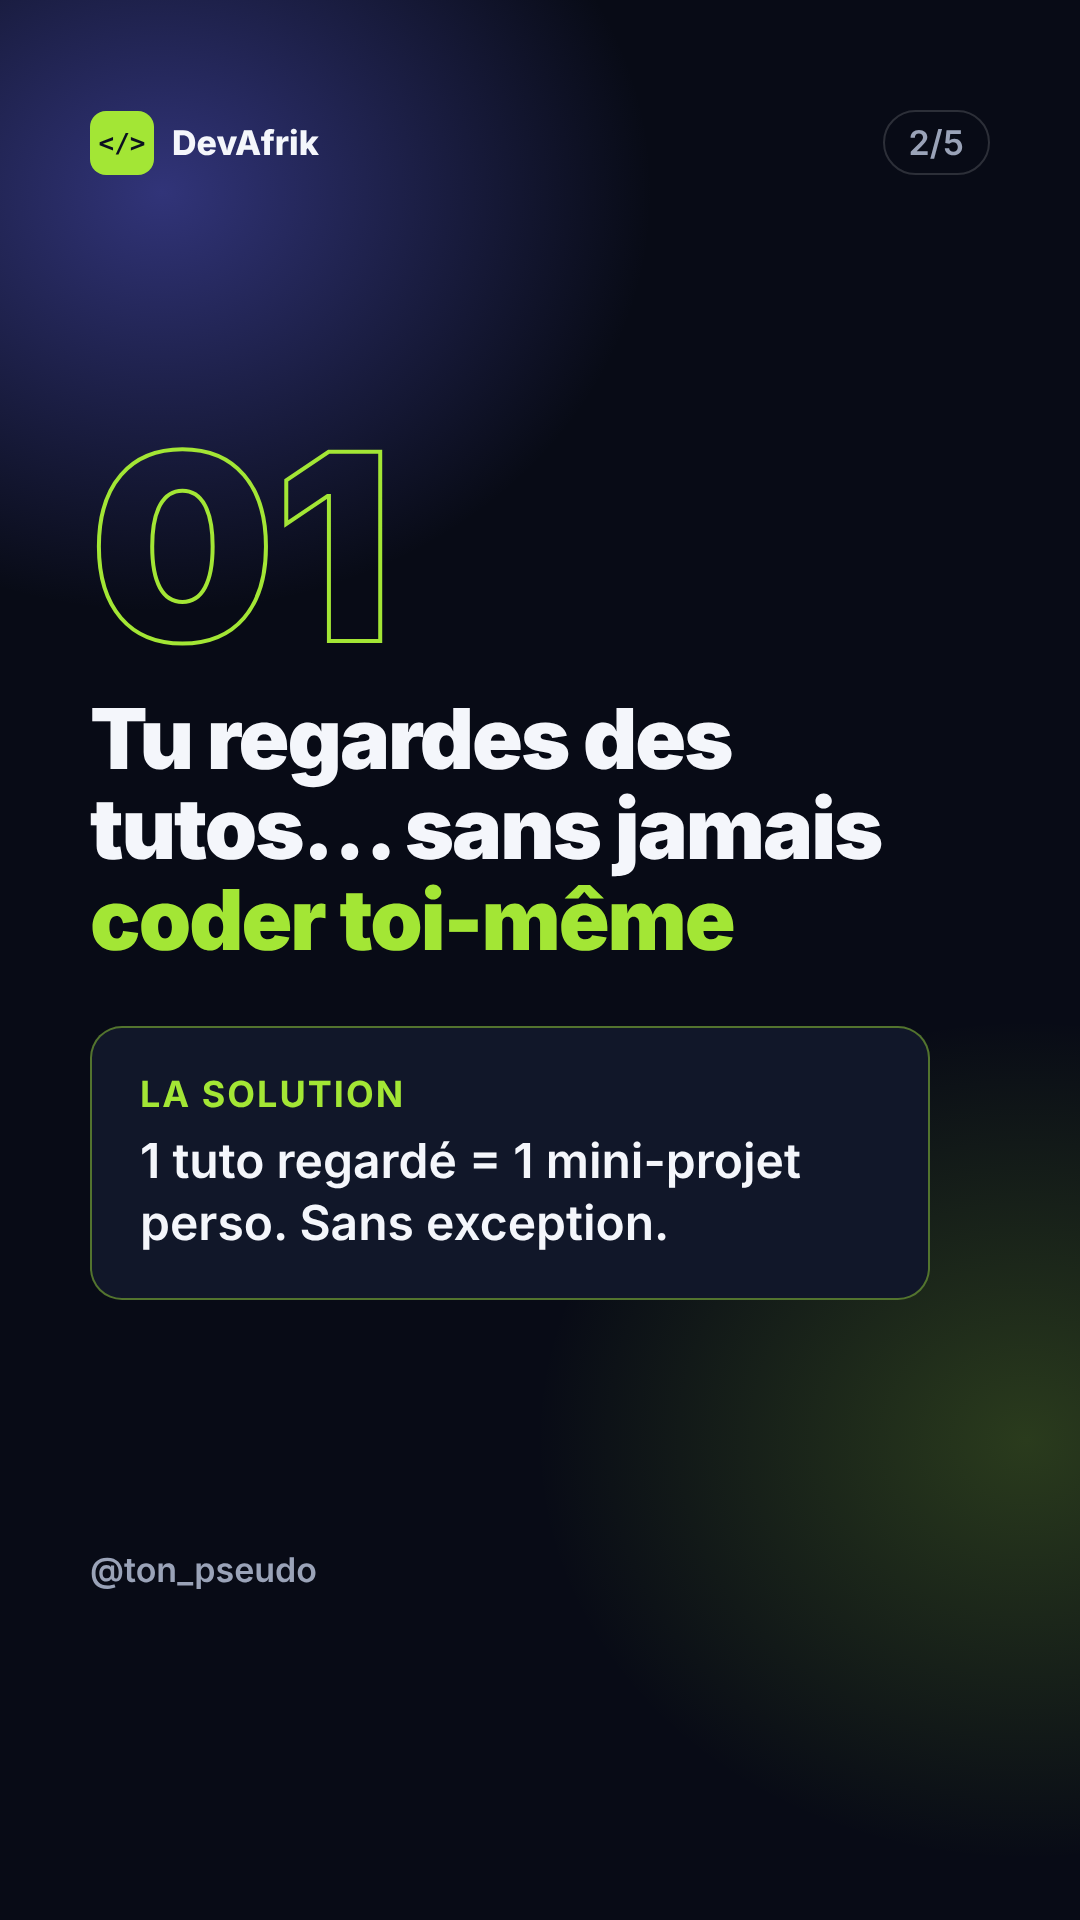 </> DevAfrik
2/5
01
Tu regardes des
tutos... sans jamais
coder toi-même
LA SOLUTION
1 tuto regardé = 1 mini-projet
perso. Sans exception.
@ton_pseudo